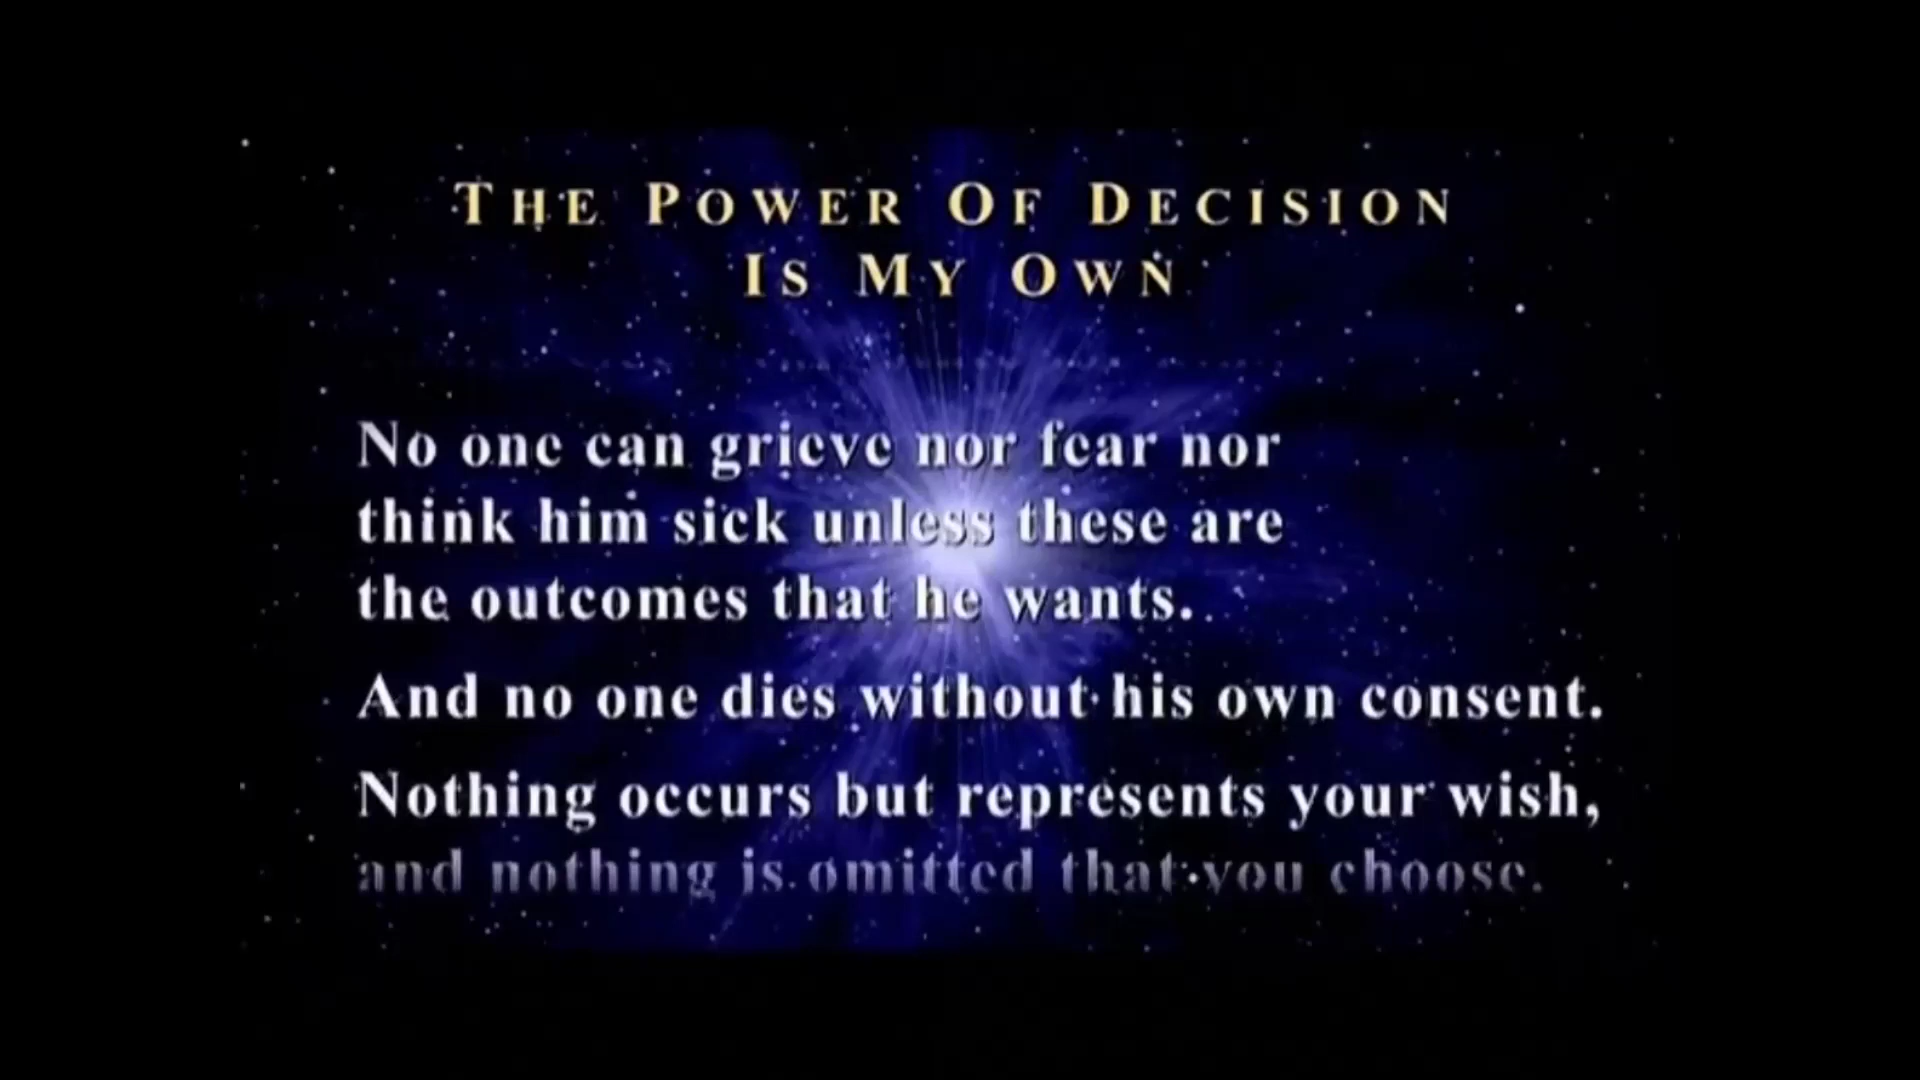 THE POWER OF DECISION
IS MY OWN
No one can grieve nor fear nor
think him sick unless these are
the outcomes that he wants.
And no one dies without his own consent.
Nothing occurs but represents your wish,
and nothing is omitted that you choose.